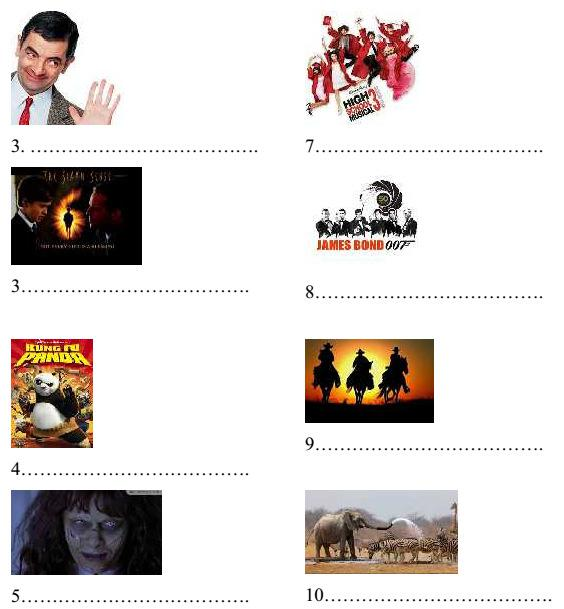 HIGH
SCHOOL
MUSICAL 3
3. ………………………………
7………………………………
THE SIXTH SENSE
50
JAMES BOND 007
3………………………………
8………………………………
KUNG FU
PANDA
9………………………………
4………………………………
5………………………………
10………………………………